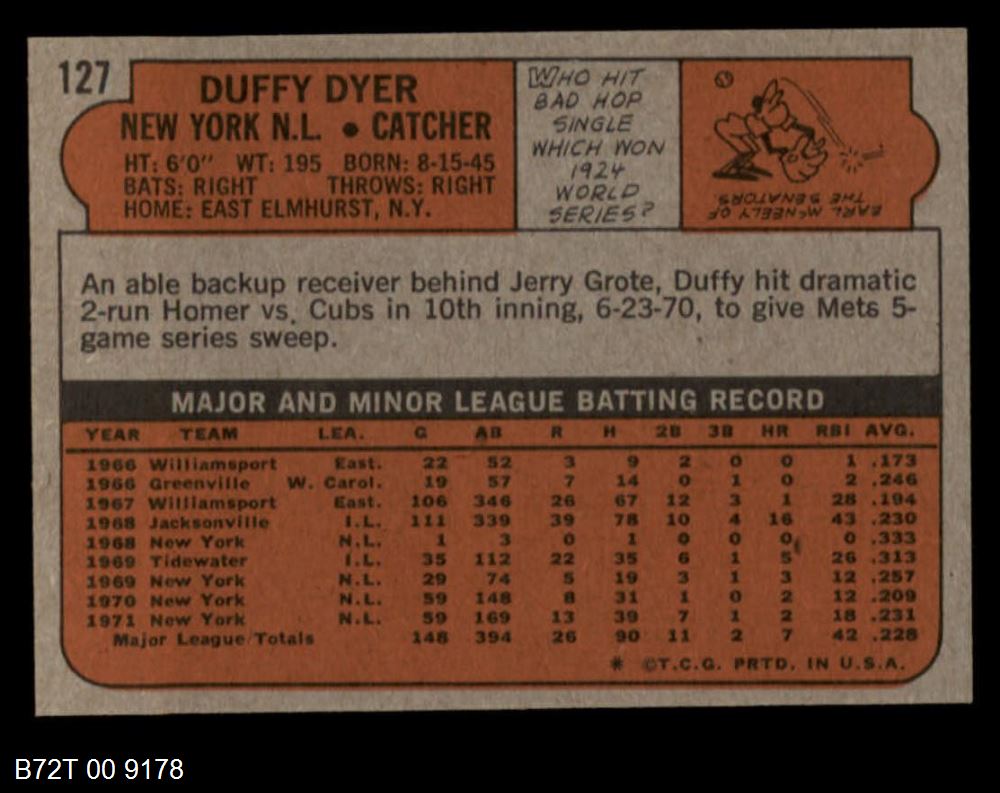 127
DUFFY DYER
NEW YORK N.L. • CATCHER
HT: 6'0" WT: 195 BORN: 8-15-45
BATS: RIGHT THROWS: RIGHT
HOME: EAST ELMHURST, N.Y.
WHO HIT
BAD HOP
SINGLE
WHICH WON
1924
WORLD
SERIES?
EARL McNEELY OF
THE SENATORS.
An able backup receiver behind Jerry Grote, Duffy hit dramatic
2-run Homer vs. Cubs in 10th inning, 6-23-70, to give Mets 5-
game series sweep.
MAJOR AND MINOR LEAGUE BATTING RECORD
YEAR TEAM LEA. G AB R H 2B 3B HR RBI AVG.
1966 Williamsport East. 22 52 3 9 2 0 0 1 .173
1966 Greenville W. Carol. 19 57 7 14 0 1 0 2 .246
1967 Williamsport East. 106 346 26 67 12 3 1 28 .194
1968 Jacksonville I.L. 111 339 39 78 10 4 16 43 .230
1968 New York N.L. 1 3 0 1 0 0 0 0 .333
1969 Tidewater I.L. 35 112 22 35 6 1 5 26 .313
1969 New York N.L. 29 74 5 19 3 1 3 12 .257
1970 New York N.L. 59 148 8 31 1 0 2 12 .209
1971 New York N.L. 59 169 13 39 7 1 2 18 .231
Major League Totals 148 394 26 90 11 2 7 42 .228
* ©T.C.G. PRTD. IN U.S.A.
B72T 00 9178